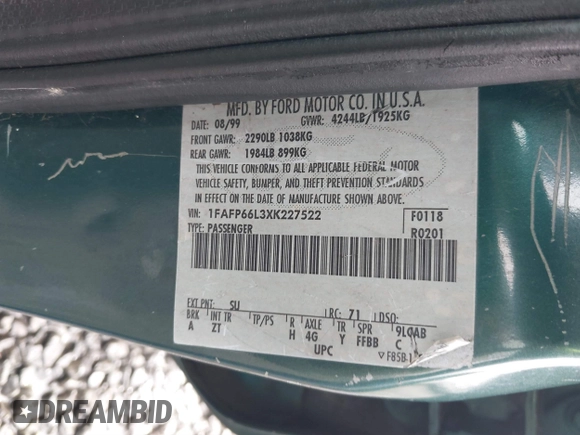 MFD. BY FORD MOTOR CO. IN U.S.A.
DATE: 08/99 GVWR: 4244LB/1925KG
FRONT GAWR: 2290LB 1038KG
REAR GAWR: 1984LB 899KG
THIS VEHICLE CONFORMS TO ALL APPLICABLE FEDERAL MOTOR
VEHICLE SAFETY, BUMPER, AND THEFT PREVENTION STANDARDS
IN EFFECT ON THE DATE OF MANUFACTURE SHOWN ABOVE.
VIN: 1FAFP66L3XK227522 F0118
TYPE: PASSENGER R0201
EXT PNT: SU RC: 71 DSO:
BRK INT TR TP/PS R AXLE TR SPR 9L0AB
A ZT H 4G Y FFBB C
UPC
DREAMBID